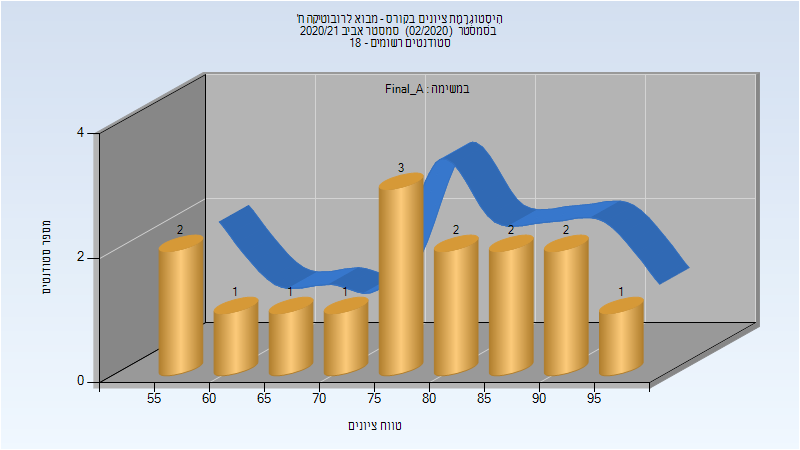 היסטוגרמת ציונים בקורס - מבוא לרובוטיקה ח'
בסמסטר (02/2020) סמסטר אביב 2020/21
סטודנטים רשומים - 18
במשימה : Final_A
4
2
0
מספר סטודנטים
2
1
1
1
3
2
2
2
1
55 60 65 70 75 80 85 90 95
טווח ציונים